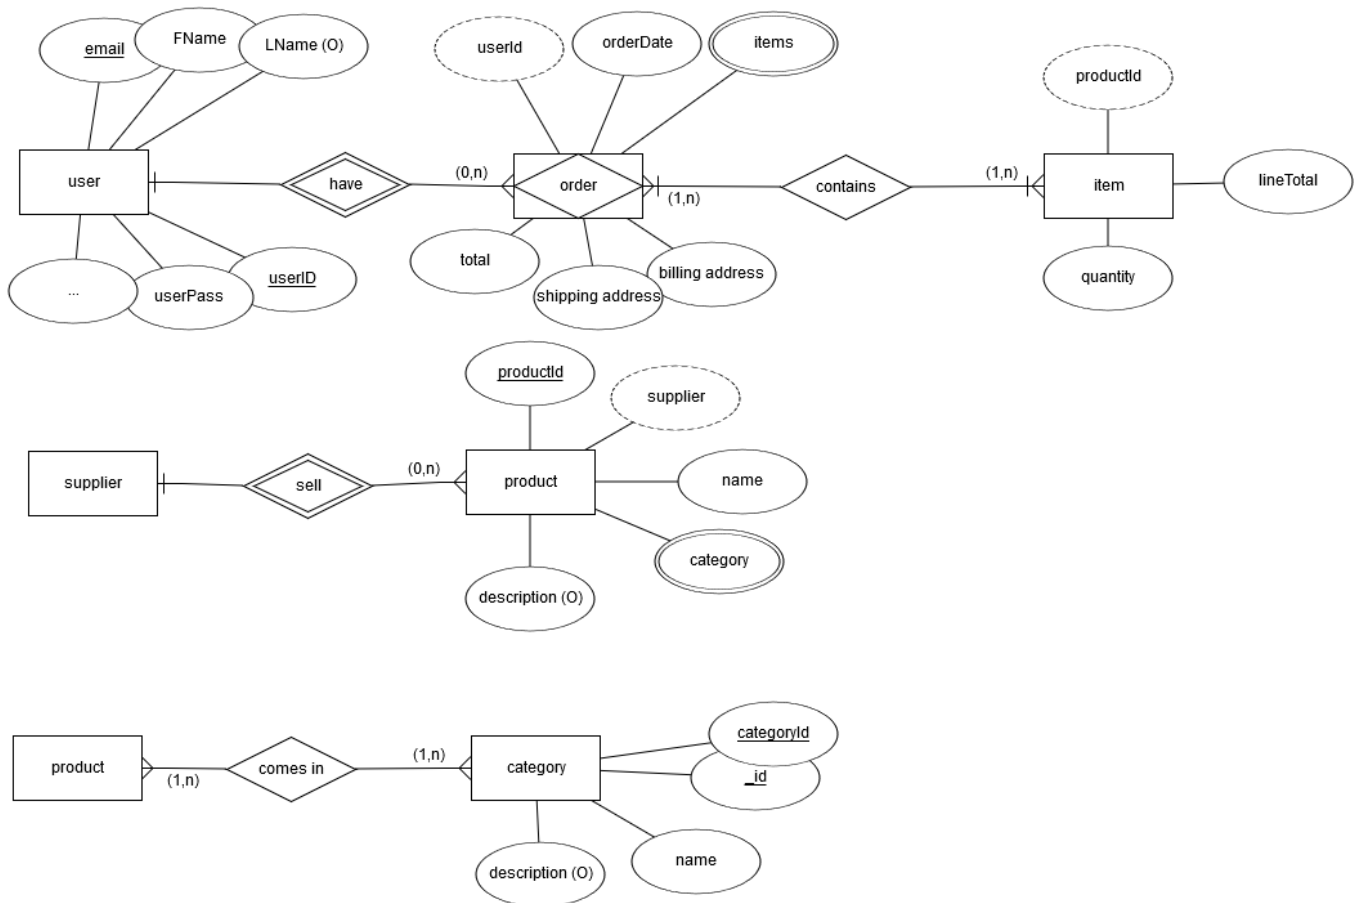 email
FName
LName (O)
userId
orderDate
items
productId
user
have
(0,n)
order
(1,n)
contains
(1,n)
item
lineTotal
...
userPass
userID
total
shipping address
billing address
quantity
productId
supplier
supplier
sell
(0,n)
product
name
category
description (O)
product
(1,n)
comes in
(1,n)
category
categoryId
_id
description (O)
name